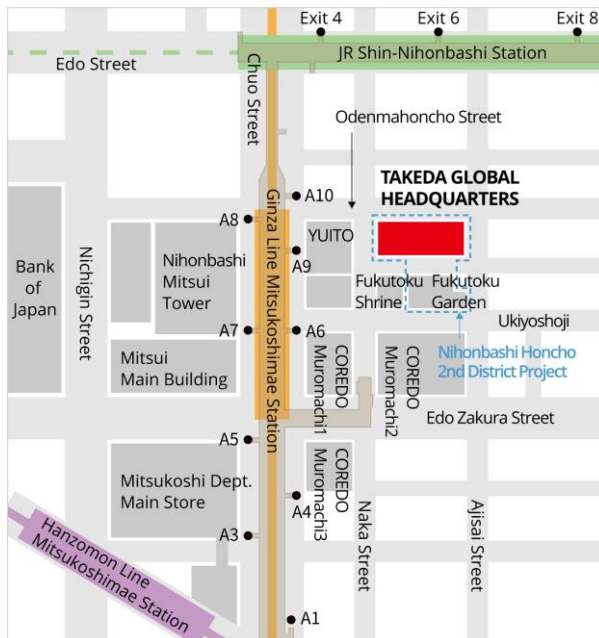 Exit 4
Exit 6
Exit 8
JR Shin-Nihonbashi Station
Edo Street
Chuo Street
Odenmahoncho Street
TAKEDA GLOBAL
HEADQUARTERS
A10
A8
YUITO
A9
Ginza Line Mitsukoshimae Station
Bank
of
Japan
Nichigin Street
Nihonbashi
Mitsui
Tower
Fukutoku
Shrine
Fukutoku
Garden
Ukiyoshoji
A7
A6
Mitsui
Main Building
COREDO
Muromachi1
COREDO
Muromachi2
Nihonbashi Honcho
2nd District Project
Edo Zakura Street
A5
Mitsukoshi Dept.
Main Store
COREDO
Muromachi3
A4
A3
Naka Street
Ajisai Street
Hanzomon Line
Mitsukoshimae Station
A1